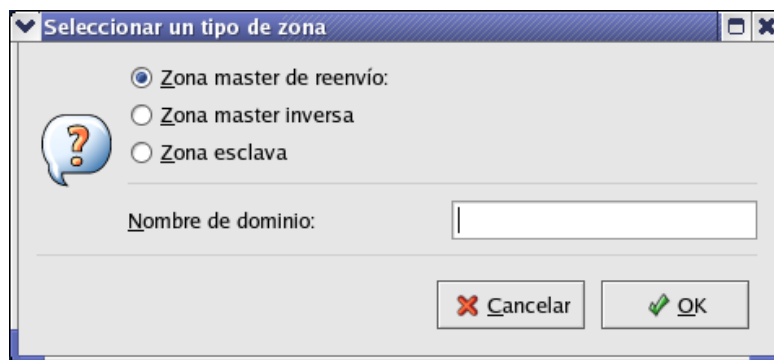 Seleccionar un tipo de zona
Zona master de reenvío:
Zona master inversa
Zona esclava
Nombre de dominio:
Cancelar
OK